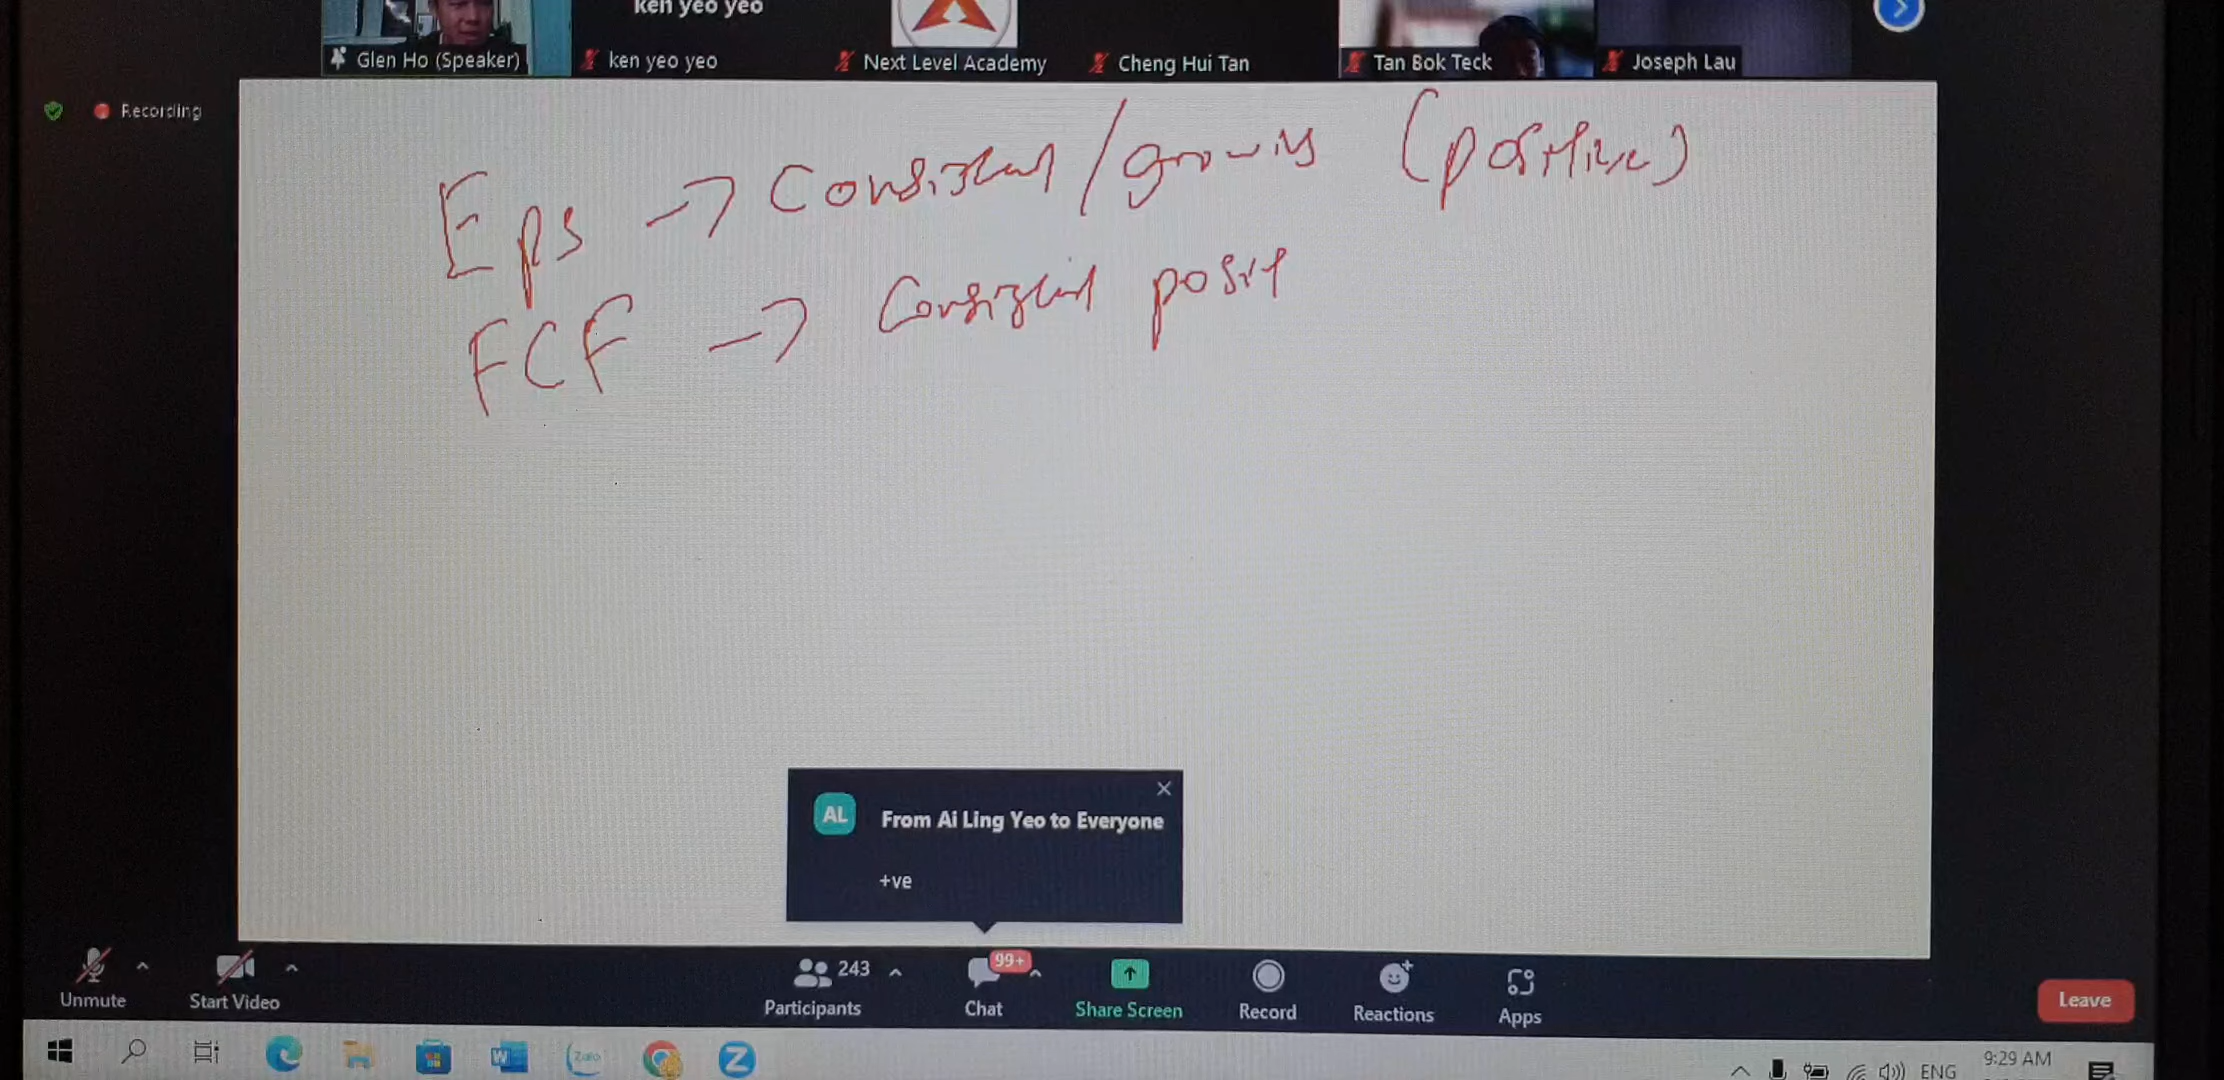 ken yeo yeo
Glen Ho (Speaker)
ken yeo yeo
Next Level Academy
Cheng Hui Tan
Tan Bok Teck
Joseph Lau
Recording
Eps → Consistent / growing (positive)
FCF → Consistent posit
AL
From Ai Ling Yeo to Everyone
+ve
Unmute
Start Video
243
Participants
99+
Chat
Share Screen
Record
Reactions
Apps
Leave
W
Zalo
Z
ENG
9:29 AM